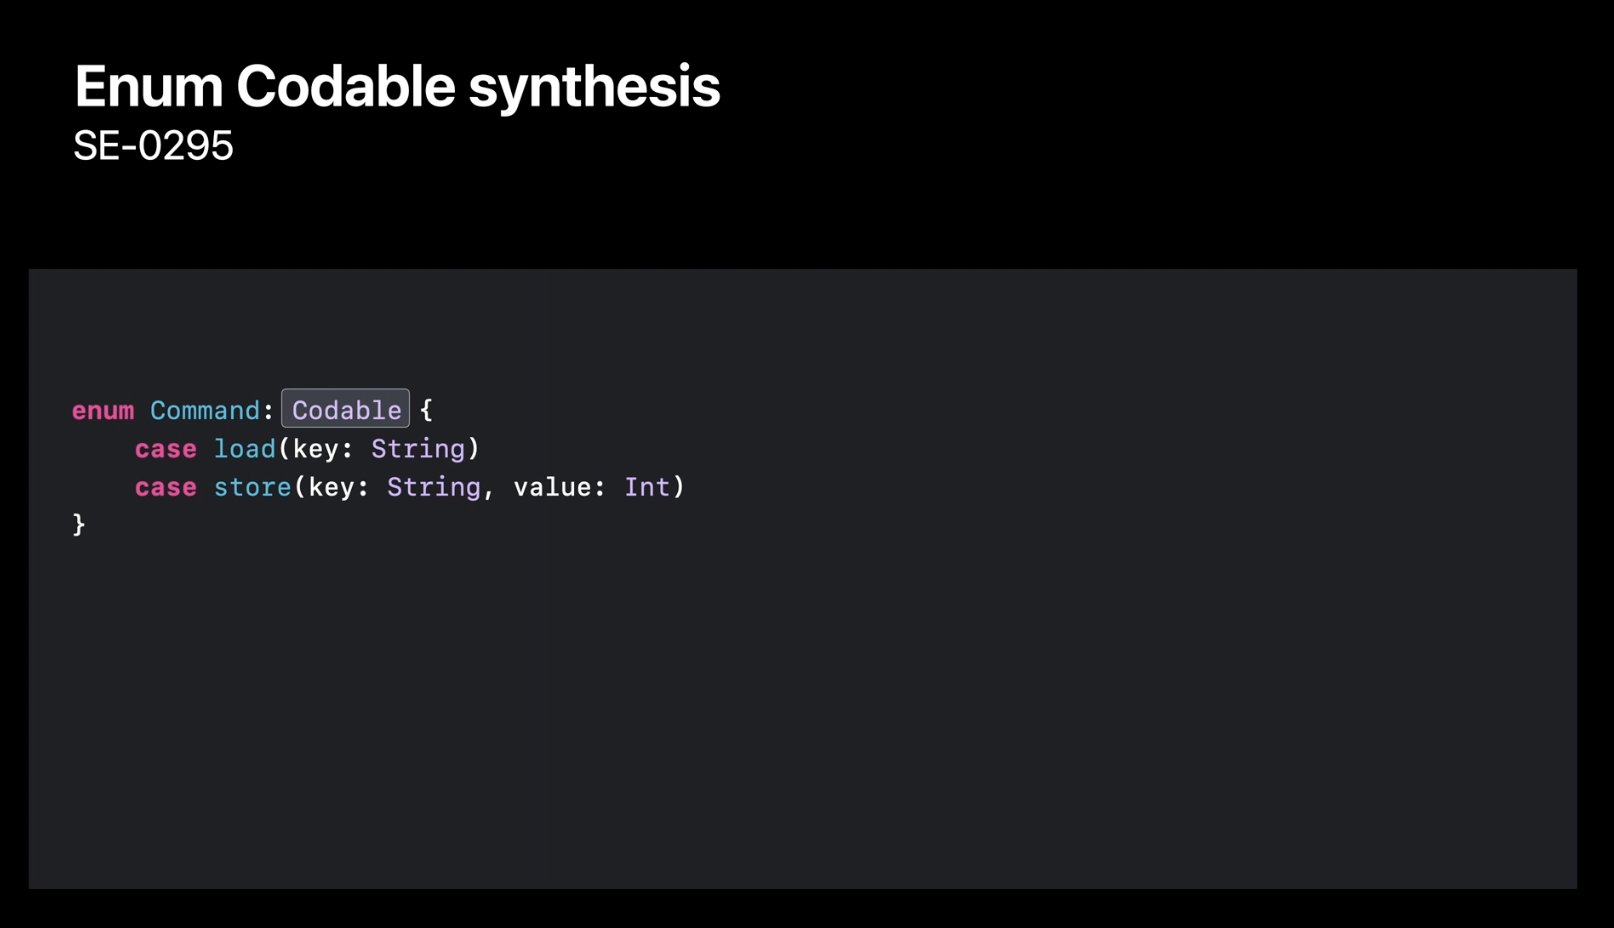 Enum Codable synthesis
SE-0295
enum Command: Codable {
    case load(key: String)
    case store(key: String, value: Int)
}